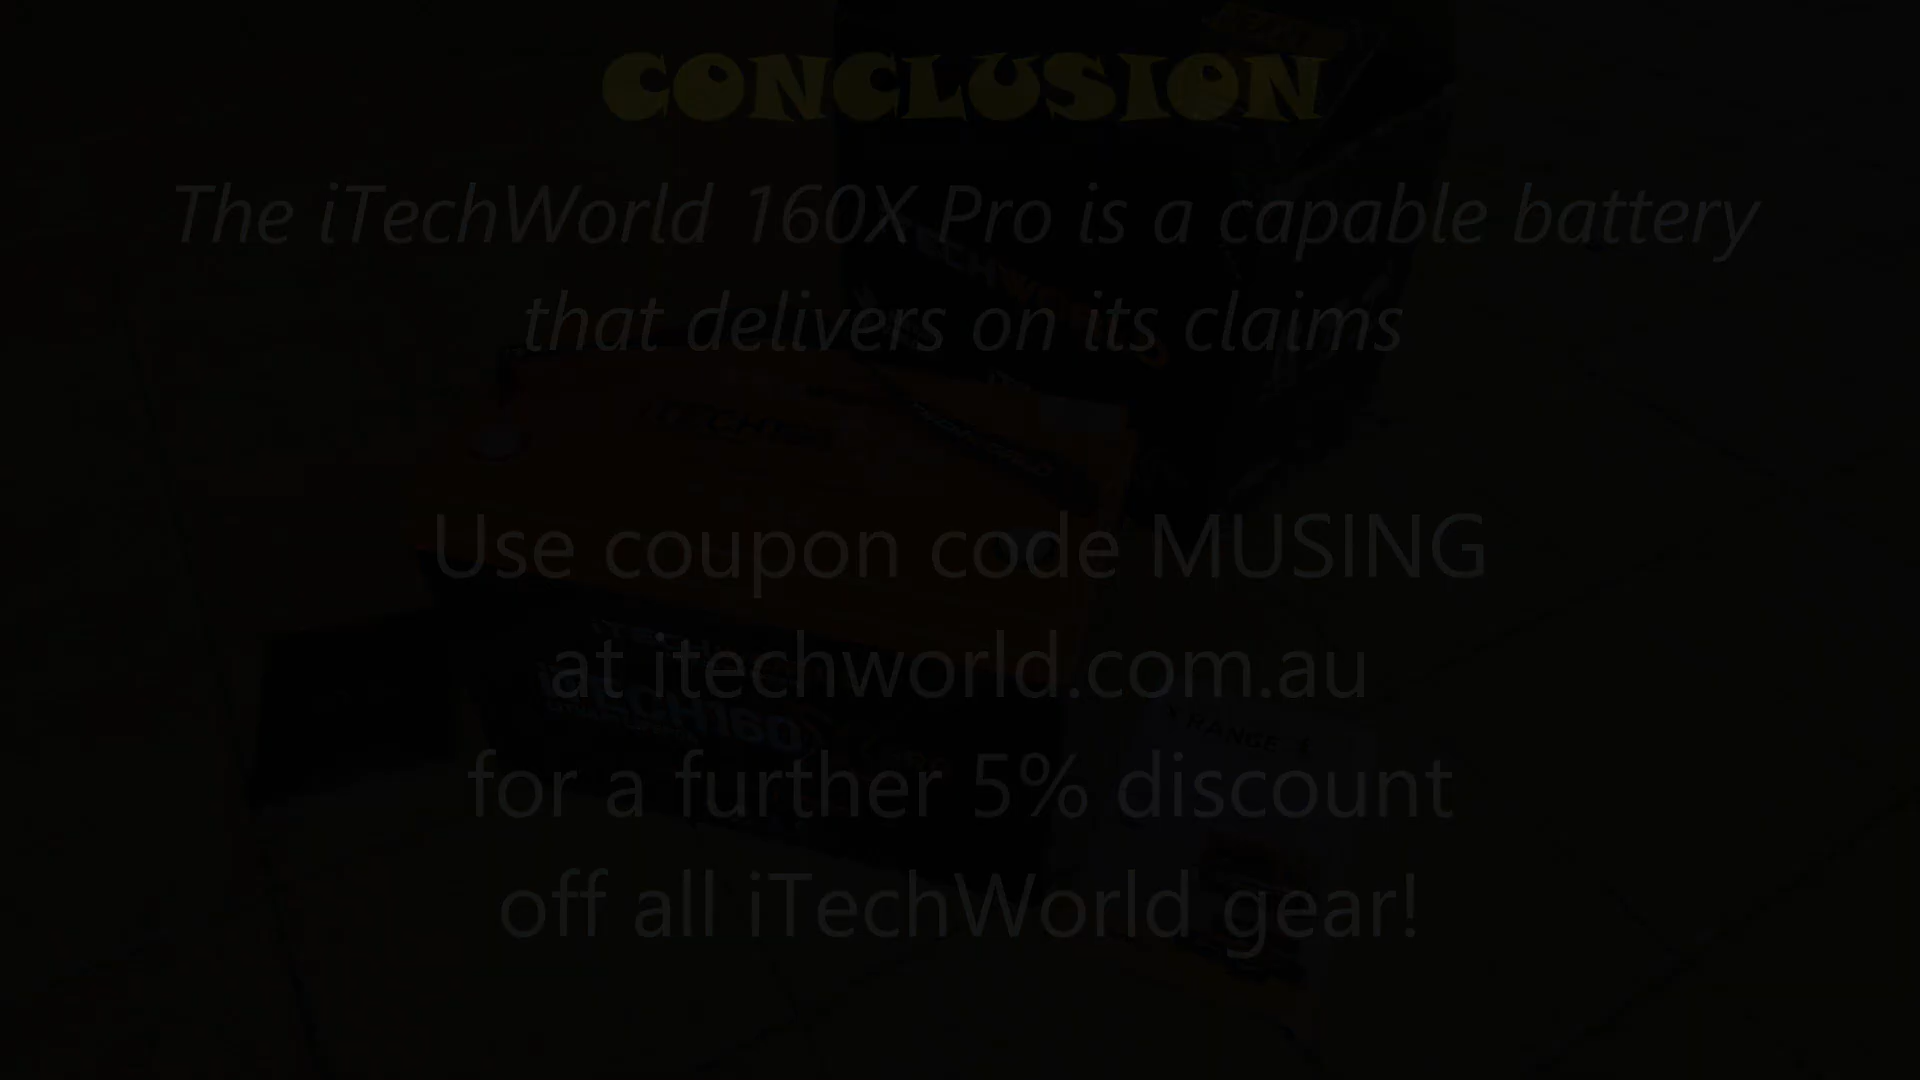 CONCLUSION
The iTechWorld 160X Pro is a capable battery
that delivers on its claims
Use coupon code MUSING
at itechworld.com.au
for a further 5% discount
off all iTechWorld gear!
RANGE